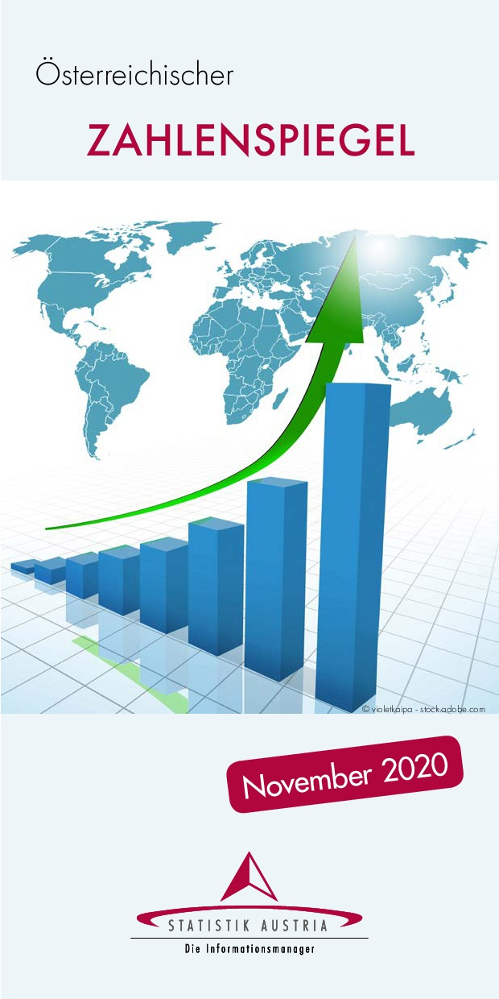 Österreichischer
ZAHLENSPIEGEL
© violetkaipa - stock.adobe.com
November 2020
STATISTIK AUSTRIA
Die Informationsmanager